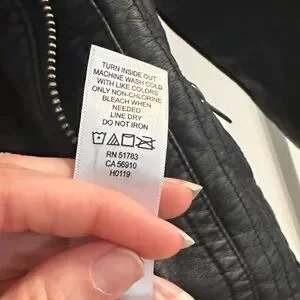 TURN INSIDE OUT
MACHINE WASH COLD
WITH LIKE COLORS
ONLY NON-CHLORINE
BLEACH WHEN
NEEDED
LINE DRY
DO NOT IRON
RN 51783
CA 56910
H0119